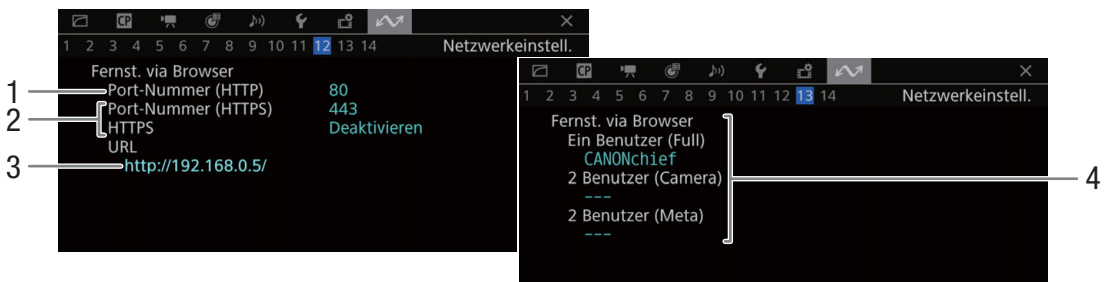 CP
1 2 3 4 5 6 7 8 9 10 11 12 13 14 Netzwerkeinstell.
Fernst. via Browser
Port-Nummer (HTTP) 80
Port-Nummer (HTTPS) 443
HTTPS Deaktivieren
URL
http://192.168.0.5/
1
2
3
CP
1 2 3 4 5 6 7 8 9 10 11 12 13 14 Netzwerkeinstell.
Fernst. via Browser
Ein Benutzer (Full)
CANONchief
2 Benutzer (Camera)
---
2 Benutzer (Meta)
---
4